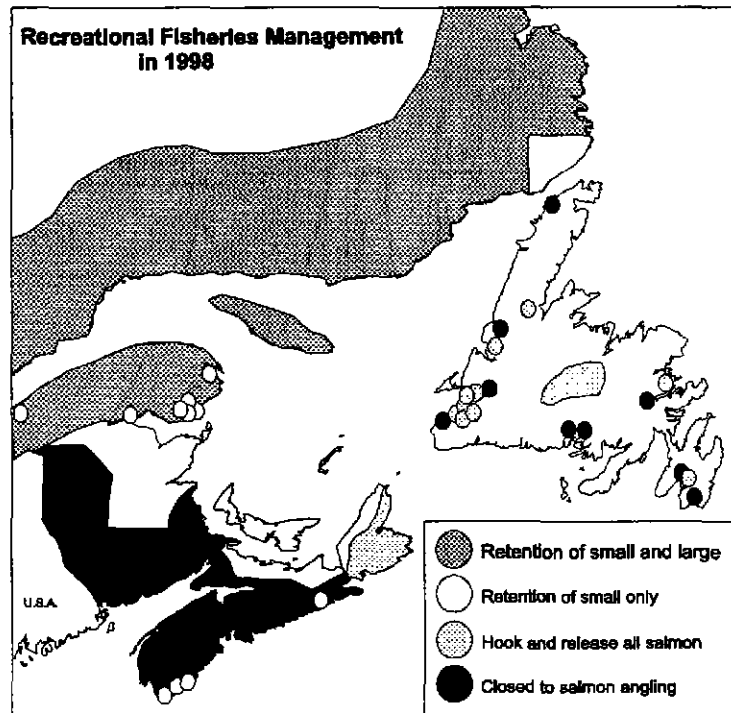 Recreational Fisheries Management
in 1998
U.S.A.
Retention of small and large
Retention of small only
Hook and release all salmon
Closed to salmon angling